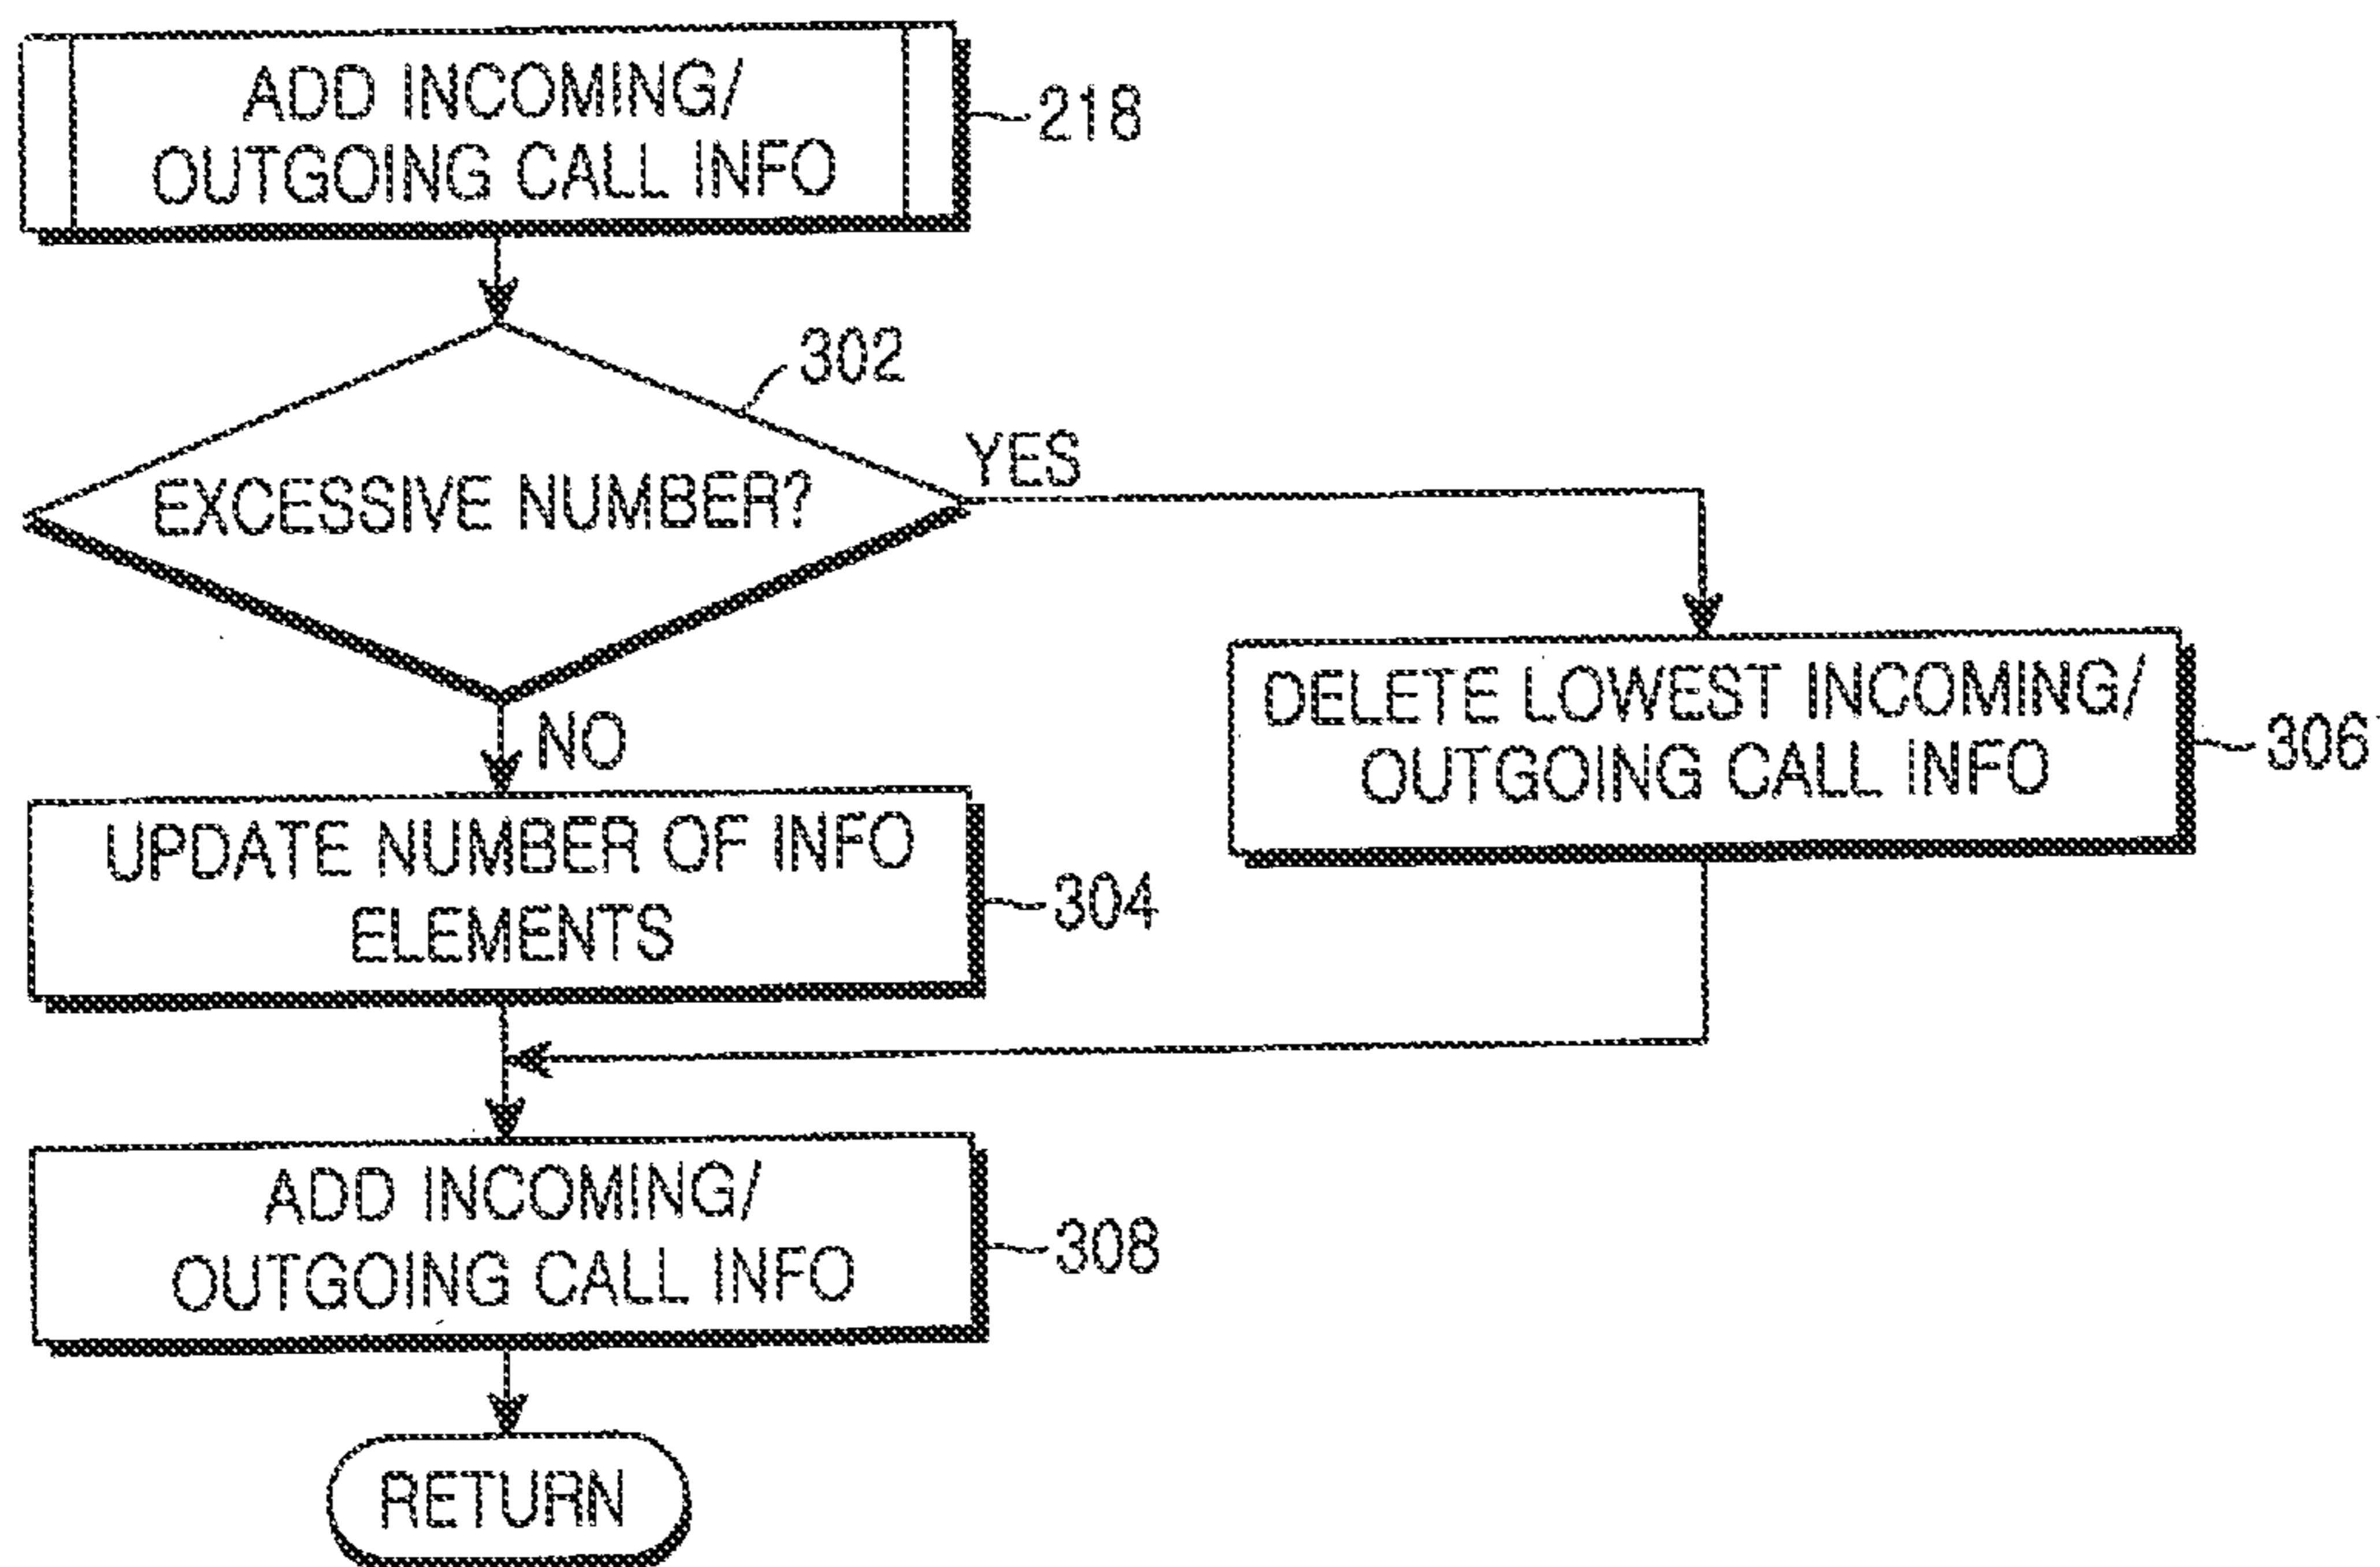 ADD INCOMING/
OUTGOING CALL INFO
218
302
EXCESSIVE NUMBER?
YES
NO
DELETE LOWEST INCOMING/
OUTGOING CALL INFO
306
UPDATE NUMBER OF INFO
ELEMENTS
304
ADD INCOMING/
OUTGOING CALL INFO
308
RETURN